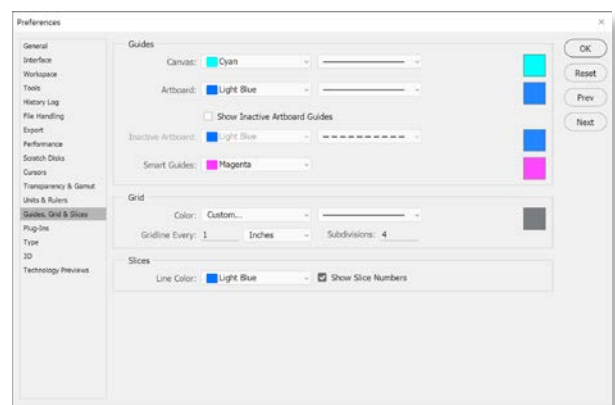 Preferences
General
Interface
Workspace
Tools
History Log
File Handling
Export
Performance
Scratch Disks
Cursors
Transparency & Gamut
Units & Rulers
Guides, Grid & Slices
Plug-Ins
Type
3D
Technology Previews
Guides
Canvas: Cyan
Artboard: Light Blue
Show Inactive Artboard Guides
Inactive Artboard: Light Blue
Smart Guides: Magenta
Grid
Color: Custom...
Gridline Every: 1 Inches Subdivisions: 4
Slices
Line Color: Light Blue Show Slice Numbers
OK
Reset
Prev
Next